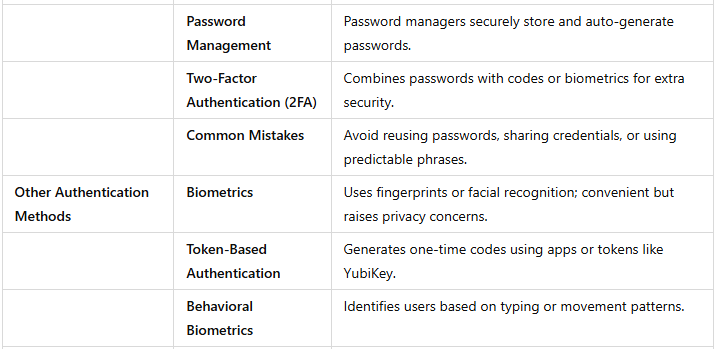 Password Management
Password managers securely store and auto-generate
passwords.
Two-Factor
Authentication (2FA)
Combines passwords with codes or biometrics for extra
security.
Common Mistakes
Avoid reusing passwords, sharing credentials, or using
predictable phrases.
Other Authentication
Methods
Biometrics
Uses fingerprints or facial recognition; convenient but
raises privacy concerns.
Token-Based
Authentication
Generates one-time codes using apps or tokens like
YubiKey.
Behavioral
Biometrics
Identifies users based on typing or movement patterns.